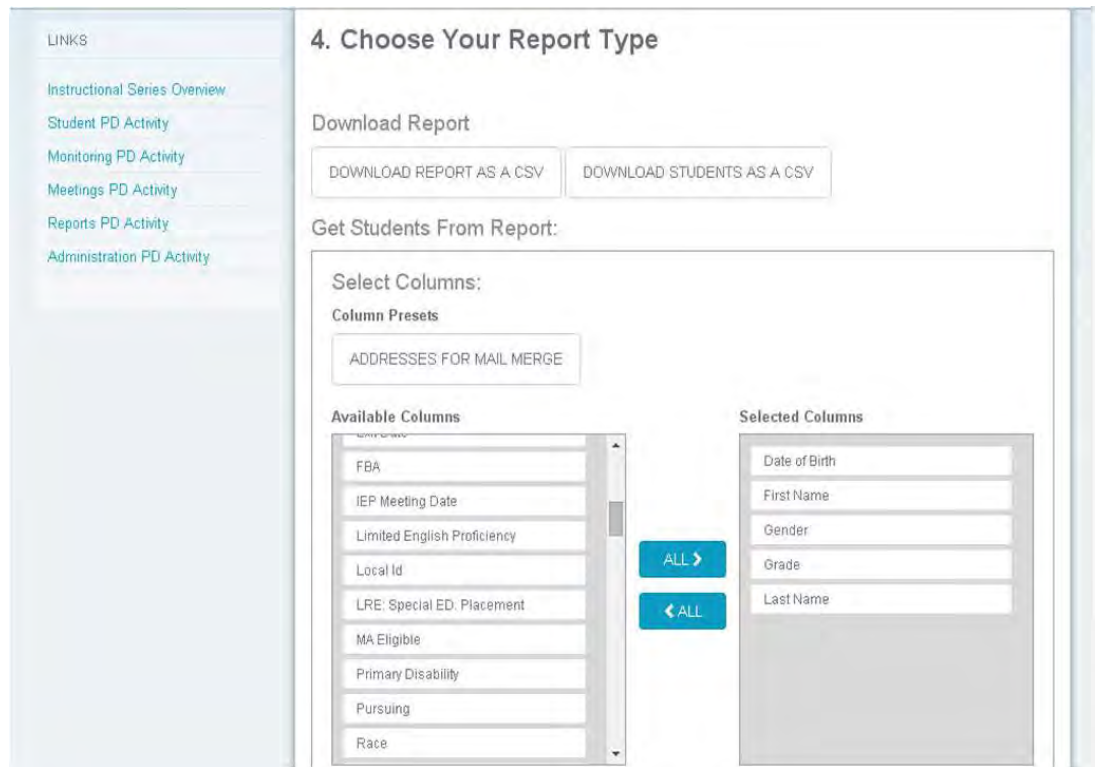 LINKS
Instructional Series Overview
Student PD Activity
Monitoring PD Activity
Meetings PD Activity
Reports PD Activity
Administration PD Activity
4. Choose Your Report Type
Download Report
DOWNLOAD REPORT AS A CSV
DOWNLOAD STUDENTS AS A CSV
Get Students From Report:
Select Columns:
Column Presets
ADDRESSES FOR MAIL MERGE
Available Columns
FBA
IEP Meeting Date
Limited English Proficiency
Local Id
LRE: Special ED. Placement
MA Eligible
Primary Disability
Pursuing
Race
ALL
ALL
Selected Columns
Date of Birth
First Name
Gender
Grade
Last Name